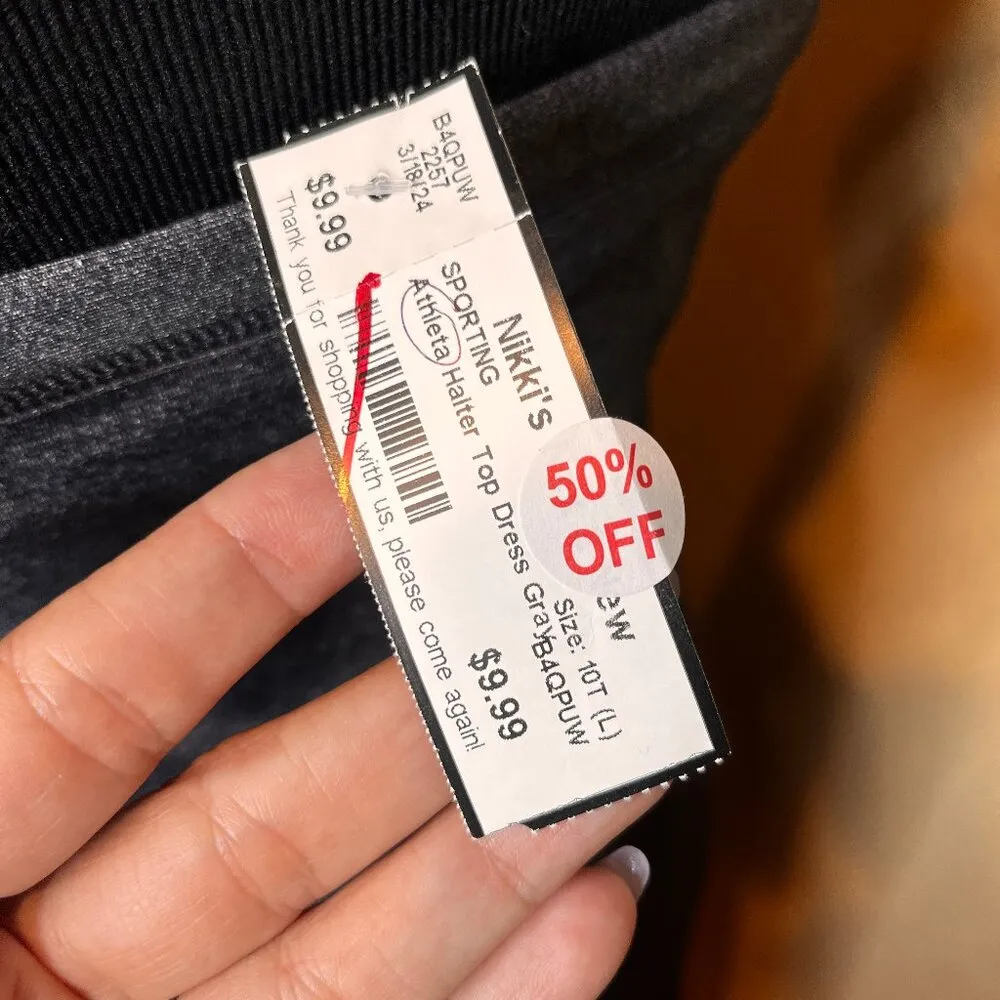 B4QPUW
2257
3/18/24
$9.99
Nikki's
SPORTING
Athleta Halter Top Dress Gray
Size: 10T (L)
B4QPUW
$9.99
Thank you for shopping with us, please come again!
50%
OFF